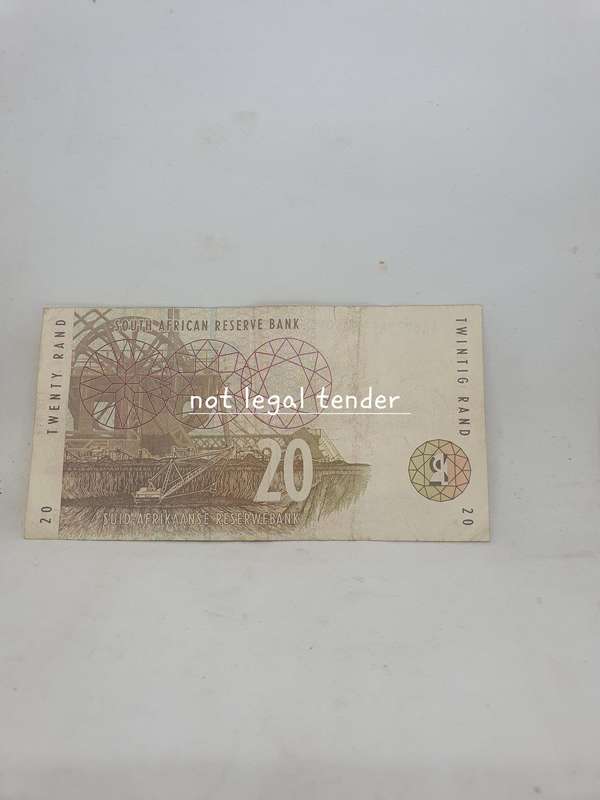 SOUTH AFRICAN RESERVE BANK
TWENTY RAND
TWINTIG RAND
not legal tender
20
SUID-AFRIKAANSE RESERWEBANK
20
20